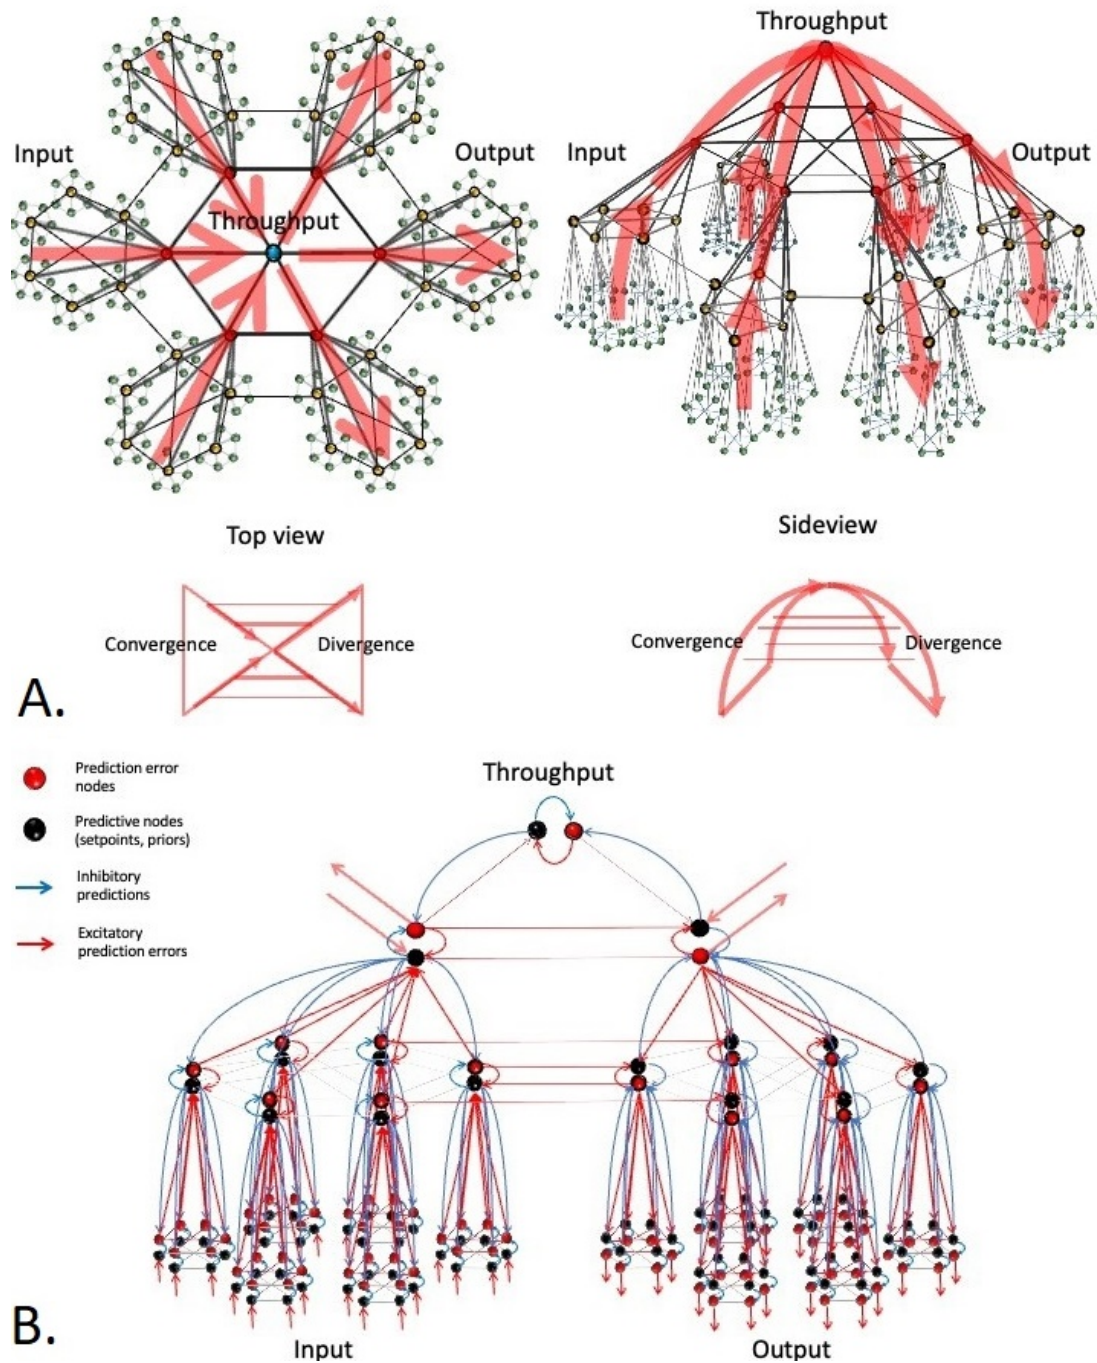 Throughput
Input
Output
Throughput
Input
Output
Top view
Sideview
Convergence
Divergence
Convergence
Divergence
A.
Prediction error
nodes
Predictive nodes
(setpoints, priors)
Inhibitory
predictions
Excitatory
prediction errors
Throughput
B.
Input
Output